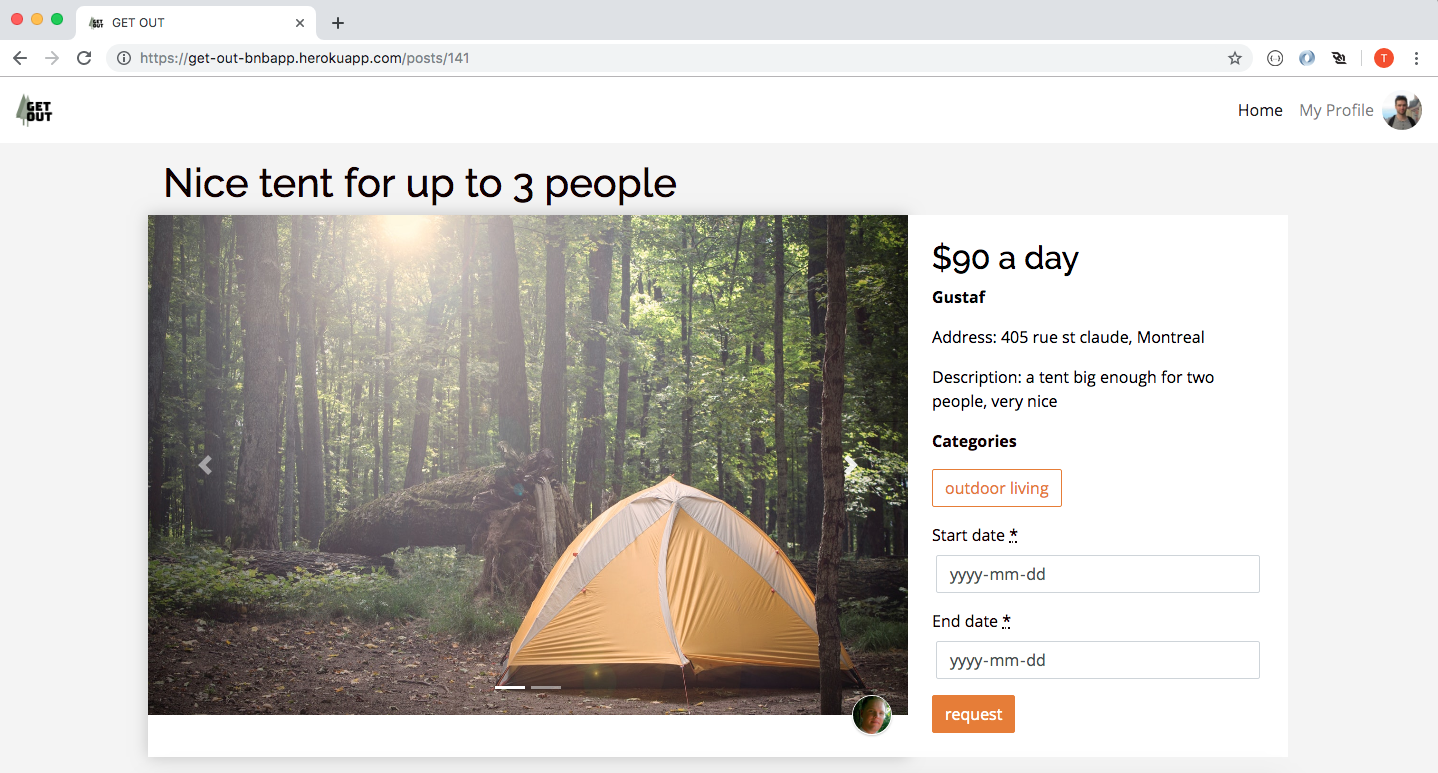 GET OUT
https://get-out-bnbapp.herokuapp.com/posts/141
T
GET
OUT
Home
My Profile
Nice tent for up to 3 people
$90 a day
Gustaf
Address: 405 rue st claude, Montreal
Description: a tent big enough for two
people, very nice
Categories
outdoor living
Start date *
yyyy-mm-dd
End date *
yyyy-mm-dd
request